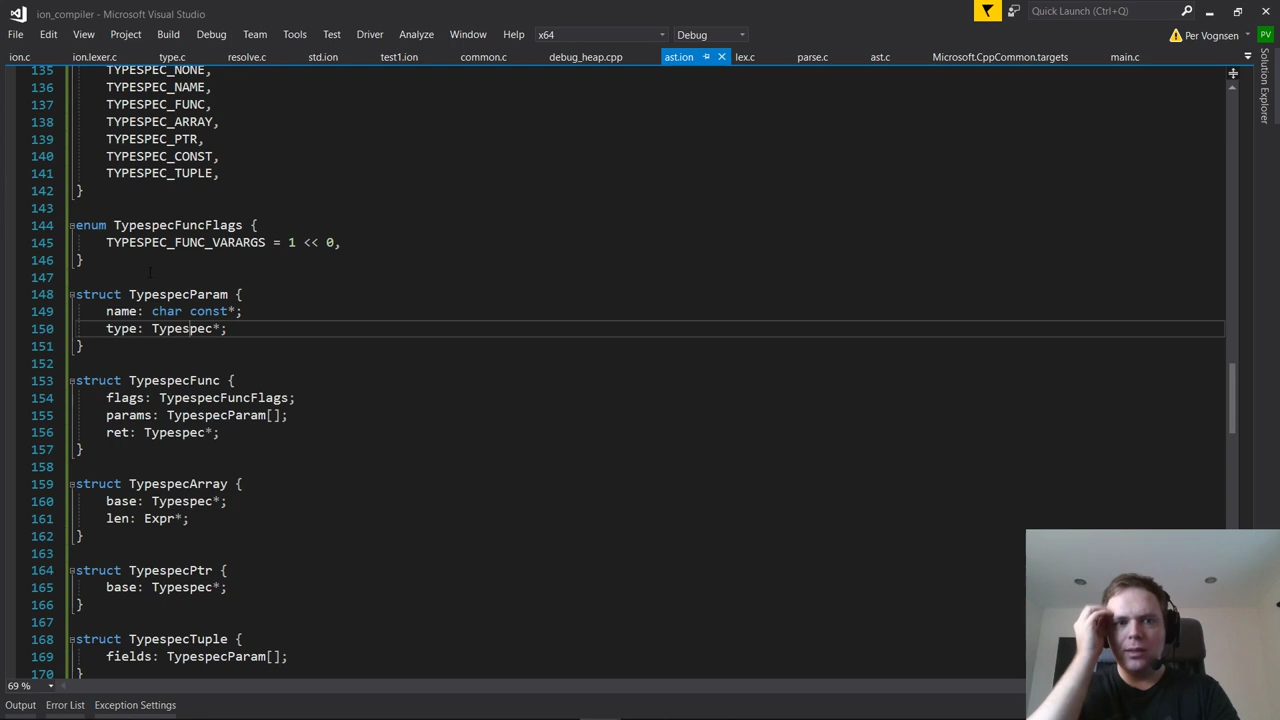 ion_compiler - Microsoft Visual Studio
Quick Launch (Ctrl+Q)
File Edit View Project Build Debug Team Tools Test Driver Analyze Window Help x64 Debug Per Vognsen PV
ion.c ion.lexer.c type.c resolve.c std.ion test1.ion common.c debug_heap.cpp ast.ion lex.c parse.c ast.c Microsoft.CppCommon.targets main.c
Solution Explorer
135 TYPESPEC_NONE,
136 TYPESPEC_NAME,
137 TYPESPEC_FUNC,
138 TYPESPEC_ARRAY,
139 TYPESPEC_PTR,
140 TYPESPEC_CONST,
141 TYPESPEC_TUPLE,
142 }
143
144 enum TypespecFuncFlags {
145 TYPESPEC_FUNC_VARARGS = 1 << 0,
146 }
147
148 struct TypespecParam {
149 name: char const*;
150 type: Typespec*;
151 }
152
153 struct TypespecFunc {
154 flags: TypespecFuncFlags;
155 params: TypespecParam[];
156 ret: Typespec*;
157 }
158
159 struct TypespecArray {
160 base: Typespec*;
161 len: Expr*;
162 }
163
164 struct TypespecPtr {
165 base: Typespec*;
166 }
167
168 struct TypespecTuple {
169 fields: TypespecParam[];
170 }
69 %
Output Error List Exception Settings